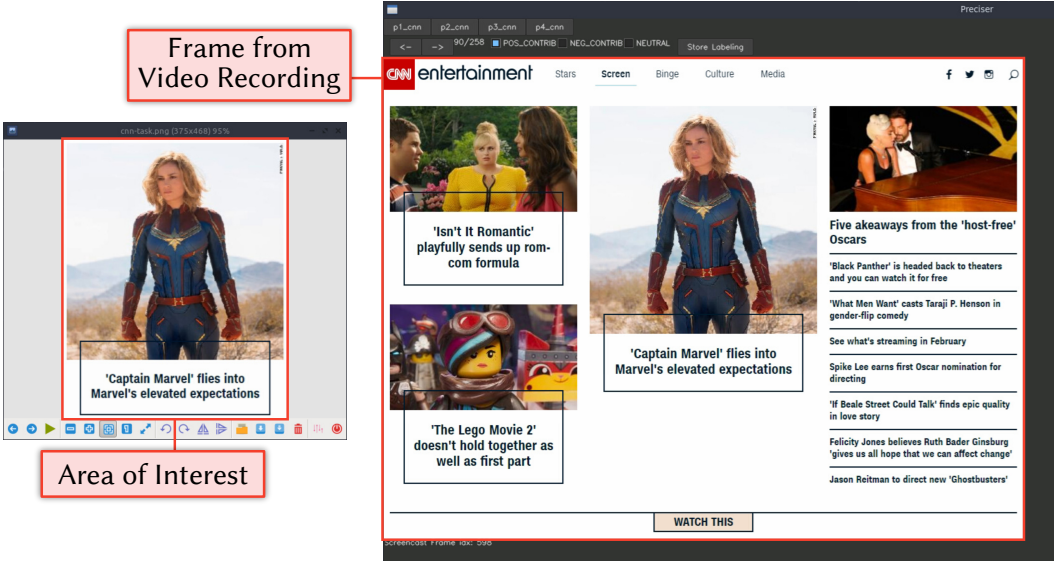 Frame from
Video Recording
cnn-task.png (375x468) 95%
'Captain Marvel' flies into
Marvel's elevated expectations
Area of Interest
Preciser
p1_cnn p2_cnn p3_cnn p4_cnn
<- -> 90/258 POS_CONTRIB NEG_CONTRIB NEUTRAL Store Labeling
CNN entertainment Stars Screen Binge Culture Media
'Isn't It Romantic'
playfully sends up rom-
com formula
'The Lego Movie 2'
doesn't hold together as
well as first part
'Captain Marvel' flies into
Marvel's elevated expectations
Five akeaways from the 'host-free'
Oscars
'Black Panther' is headed back to theaters
and you can watch it for free
'What Men Want' casts Taraji P. Henson in
gender-flip comedy
See what's streaming in February
Spike Lee earns first Oscar nomination for
directing
'If Beale Street Could Talk' finds epic quality
in love story
Felicity Jones believes Ruth Bader Ginsburg
'gives us all hope that we can affect change'
Jason Reitman to direct new 'Ghostbusters'
WATCH THIS
Screencast Frame Idx: 598